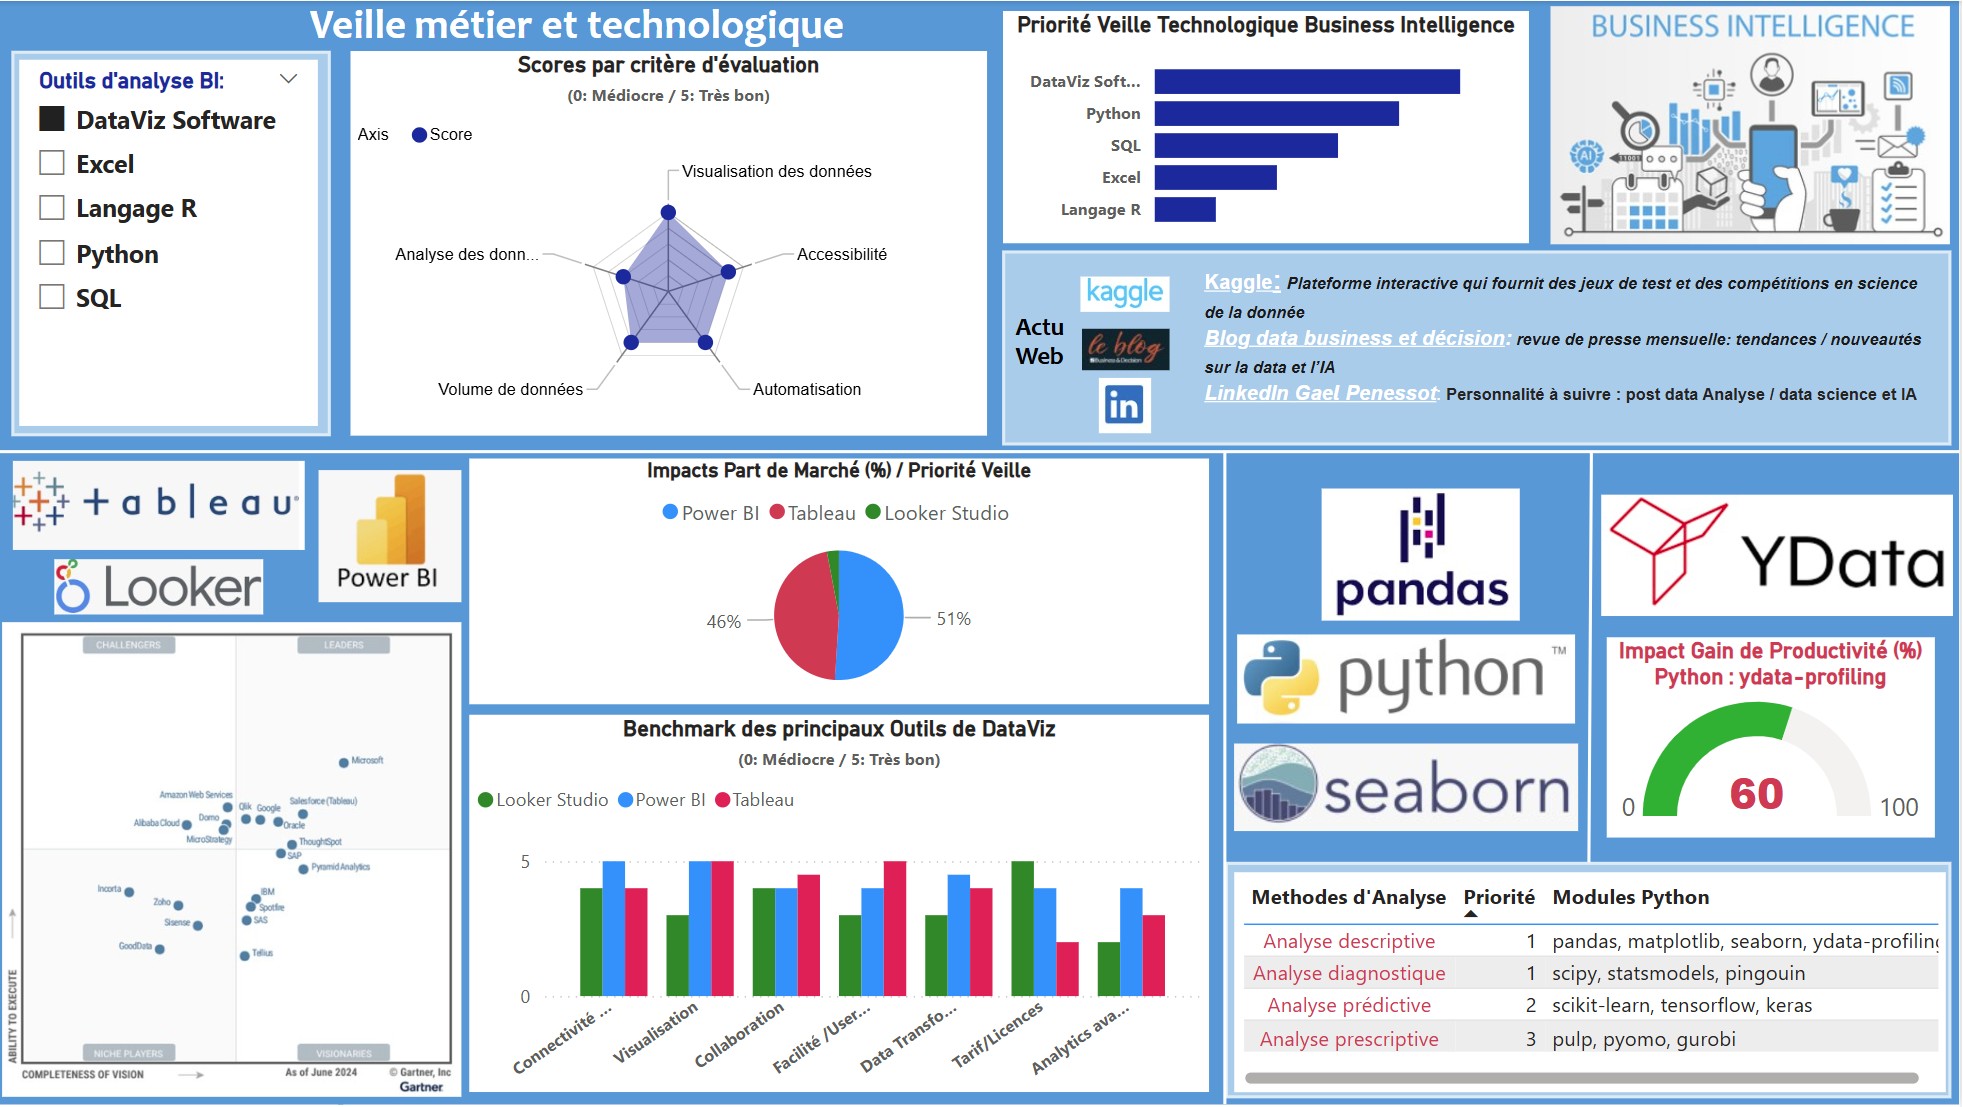 Veille métier et technologique
Outils d'analyse BI:
DataViz Software
Excel
Langage R
Python
SQL
Scores par critère d'évaluation
(0: Médiocre / 5: Très bon)
Axis Score
Visualisation des données
Analyse des donn...
Accessibilité
Volume de données
Automatisation
Priorité Veille Technologique Business Intelligence
DataViz Soft...
Python
SQL
Excel
Langage R
BUSINESS INTELLIGENCE
AI
Actu
Web
kaggle
le blog
Business & Decision
in
Kaggle: Plateforme interactive qui fournit des jeux de test et des compétitions en science
de la donnée
Blog data business et décision: revue de presse mensuelle: tendances / nouveautés
sur la data et l'IA
LinkedIn Gael Penessot: Personnalité à suivre : post data Analyse / data science et IA
+ a b l e a u
Looker
Power BI
CHALLENGERS
LEADERS
Microsoft
Amazon Web Services
Qlik
Google
Salesforce (Tableau)
Alibaba Cloud
Domo
Oracle
MicroStrategy
ThoughtSpot
SAP
Pyramid Analytics
Incorta
IBM
Zoho
Spotfire
Sisense
SAS
GoodData
Tellius
NICHE PLAYERS
VISIONARIES
ABILITY TO EXECUTE
COMPLETENESS OF VISION
As of June 2024
© Gartner, Inc
Gartner
Impacts Part de Marché (%) / Priorité Veille
Power BI Tableau Looker Studio
46%
51%
Benchmark des principaux Outils de DataViz
(0: Médiocre / 5: Très bon)
Looker Studio Power BI Tableau
5
0
Connectivité ...
Visualisation
Collaboration
Facilité /User...
Data Transfo...
Tarif/Licences
Analytics ava...
pandas
python™
seaborn
YData
Impact Gain de Productivité (%)
Python : ydata-profiling
0
60
100
Methodes d'Analyse Priorité Modules Python
Analyse descriptive 1 pandas, matplotlib, seaborn, ydata-profiling
Analyse diagnostique 1 scipy, statsmodels, pingouin
Analyse prédictive 2 scikit-learn, tensorflow, keras
Analyse prescriptive 3 pulp, pyomo, gurobi